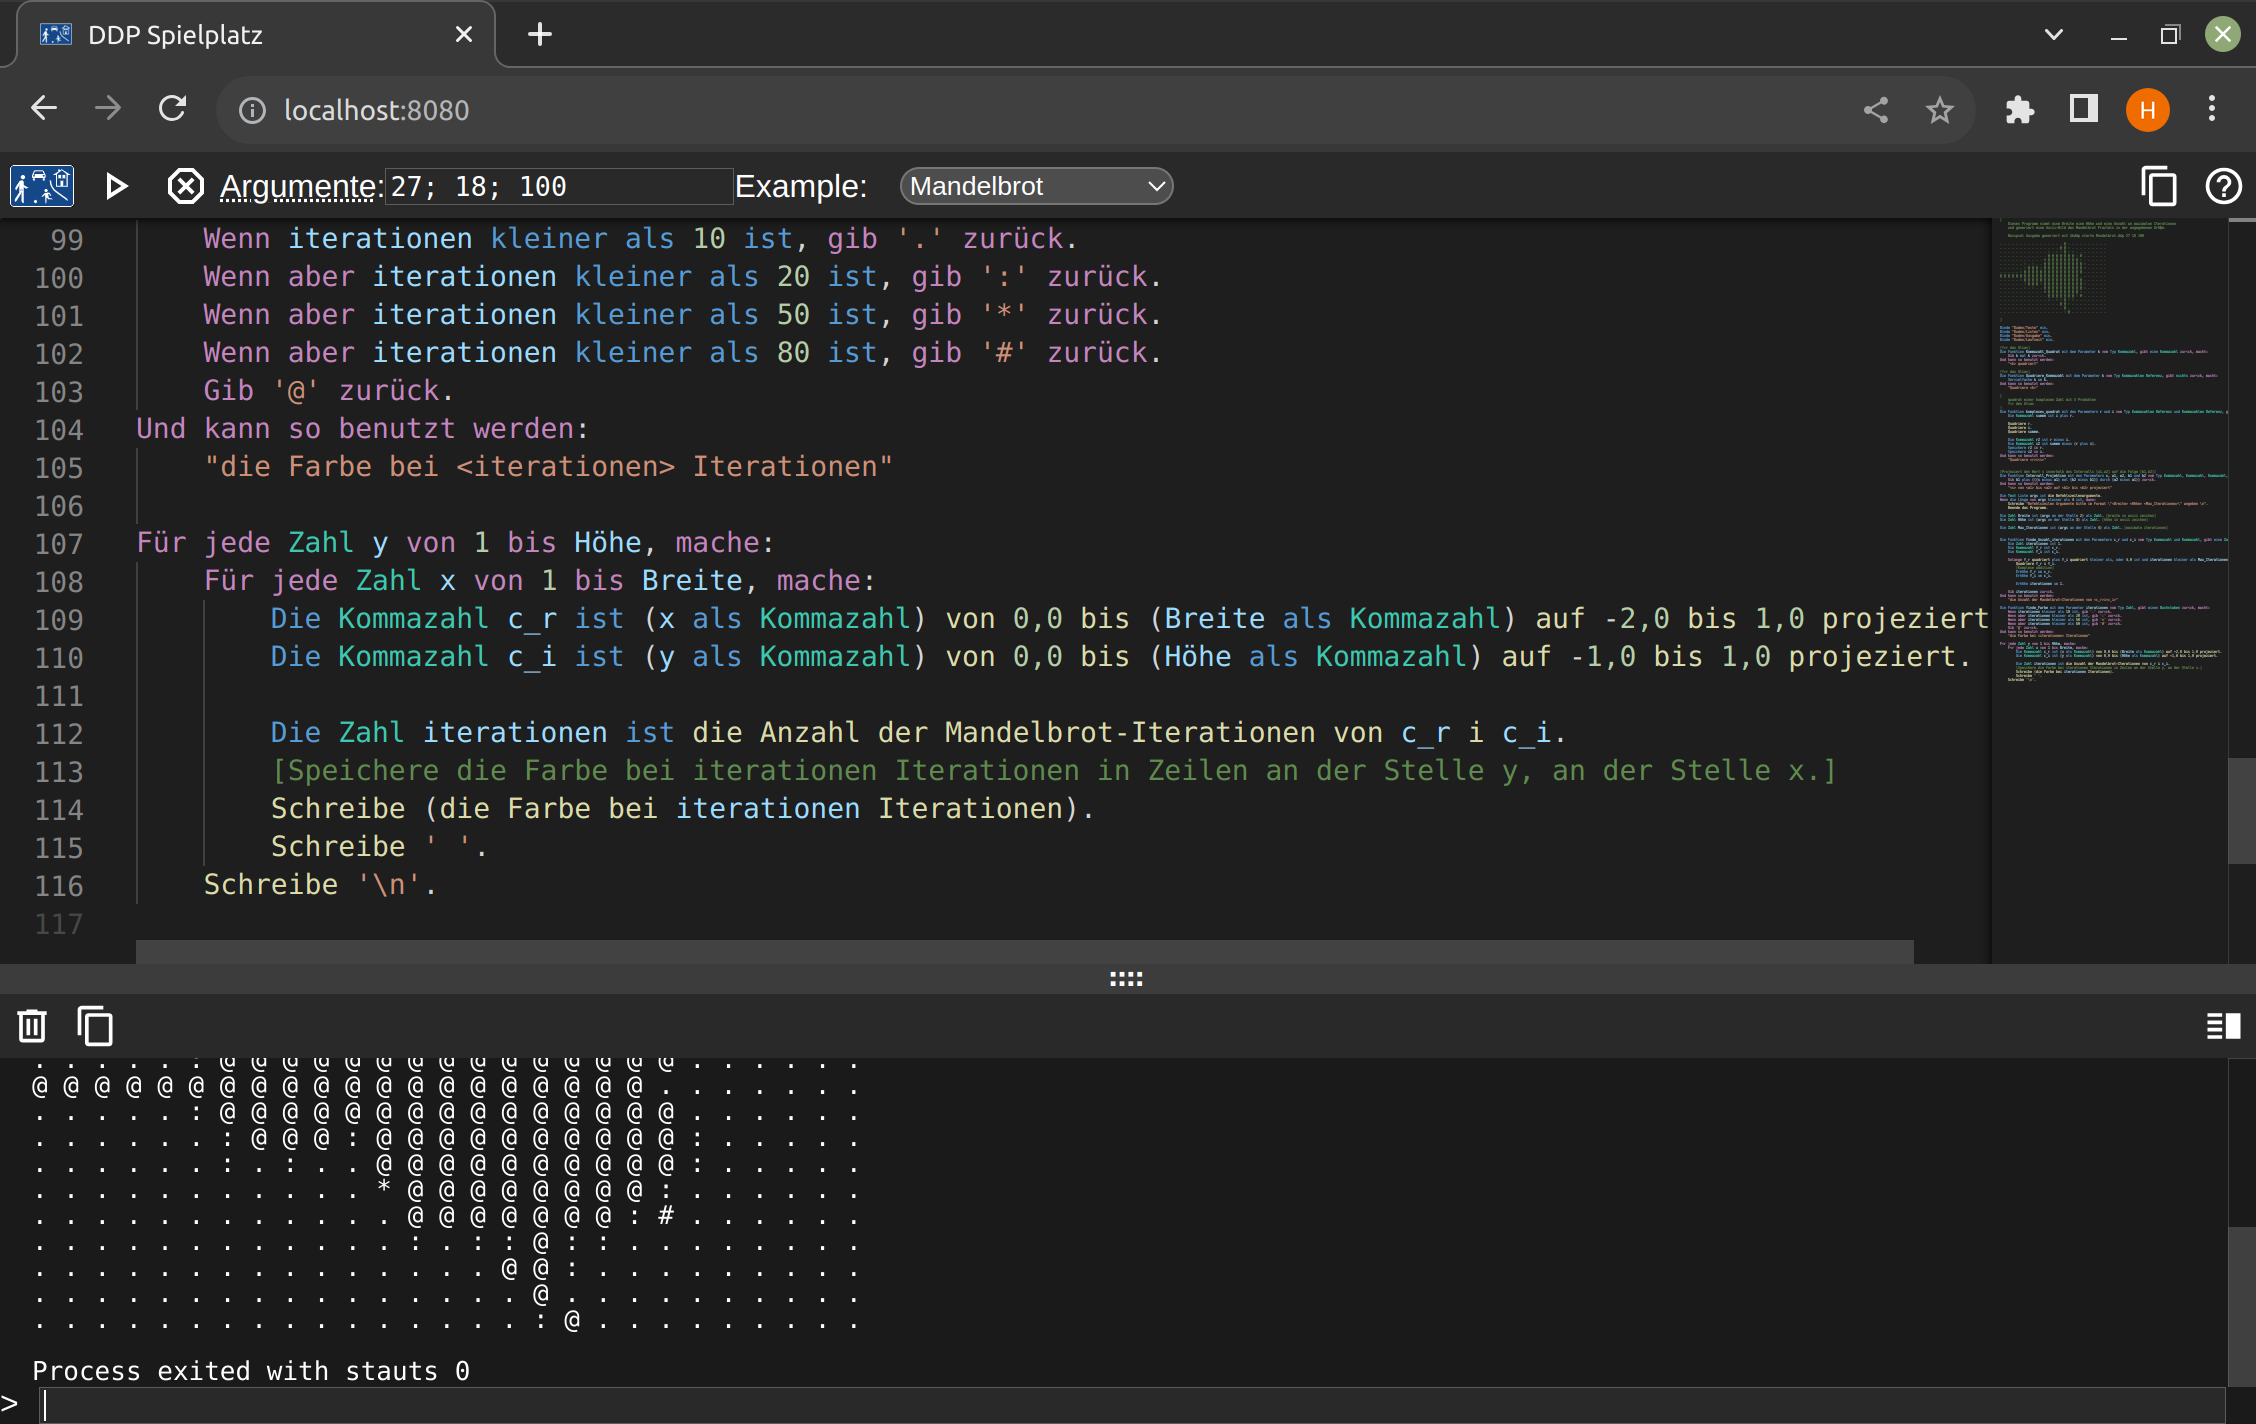 DDP Spielplatz
localhost:8080
H
Argumente: 27; 18; 100 Example: Mandelbrot
99 Wenn iterationen kleiner als 10 ist, gib '.' zurück.
100 Wenn aber iterationen kleiner als 20 ist, gib ':' zurück.
101 Wenn aber iterationen kleiner als 50 ist, gib '*' zurück.
102 Wenn aber iterationen kleiner als 80 ist, gib '#' zurück.
103 Gib '@' zurück.
104 Und kann so benutzt werden:
105 "die Farbe bei <iterationen> Iterationen"
106
107 Für jede Zahl y von 1 bis Höhe, mache:
108 Für jede Zahl x von 1 bis Breite, mache:
109 Die Kommazahl c_r ist (x als Kommazahl) von 0,0 bis (Breite als Kommazahl) auf -2,0 bis 1,0 projeziert
110 Die Kommazahl c_i ist (y als Kommazahl) von 0,0 bis (Höhe als Kommazahl) auf -1,0 bis 1,0 projeziert.
111
112 Die Zahl iterationen ist die Anzahl der Mandelbrot-Iterationen von c_r i c_i.
113 [Speichere die Farbe bei iterationen Iterationen in Zeilen an der Stelle y, an der Stelle x.]
114 Schreibe (die Farbe bei iterationen Iterationen).
115 Schreibe ' '.
116 Schreibe '\n'.
117
. . . . . : @ @ @ @ @ @ @ @ @ @ @ @ @ @ @ . . . . . .
@ @ @ @ @ @ @ @ @ @ @ @ @ @ @ @ @ @ @ @ . . . . . . .
. . . . . : @ @ @ @ @ @ @ @ @ @ @ @ @ @ @ . . . . . .
. . . . . . : @ @ @ : @ @ @ @ @ @ @ @ @ @ : . . . . .
. . . . . . : . : . . @ @ @ @ @ @ @ @ @ @ : . . . . .
. . . . . . . . . . . * @ @ @ @ @ @ @ @ : . . . . . .
. . . . . . . . . . . . @ @ @ @ @ @ @ : # . . . . . .
. . . . . . . . . . . . : . : : @ : : . . . . . . . .
. . . . . . . . . . . . . . . @ @ : . . . . . . . . .
. . . . . . . . . . . . . . . . @ . . . . . . . . . .
. . . . . . . . . . . . . . . . : @ . . . . . . . . .
Process exited with stauts 0
>